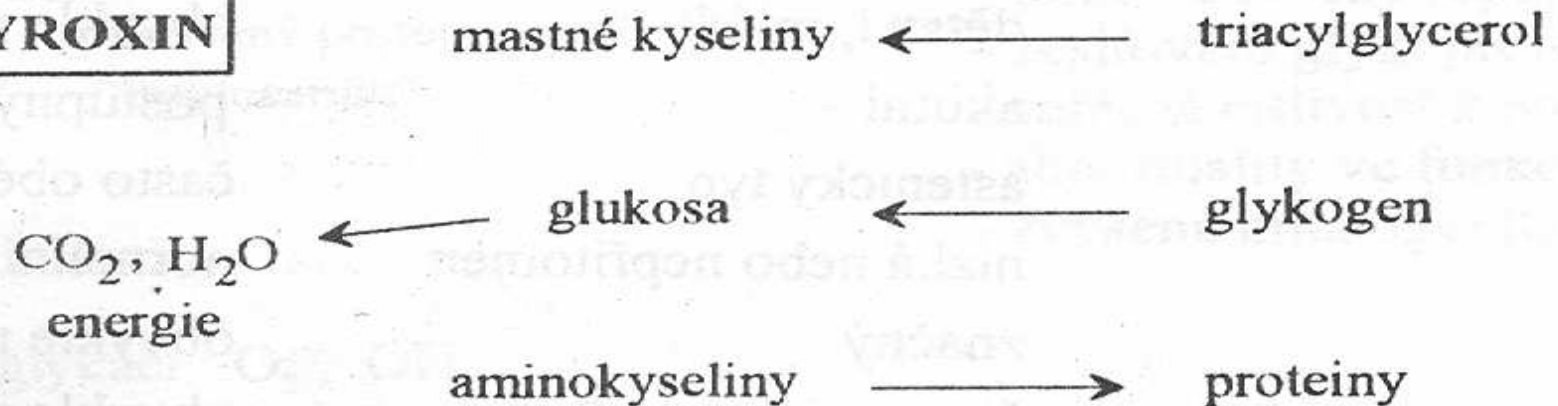 YROXIN mastné kyseliny ← triacylglycerol
glukosa ← glykogen
CO₂, H₂O ←
energie
aminokyseliny → proteiny